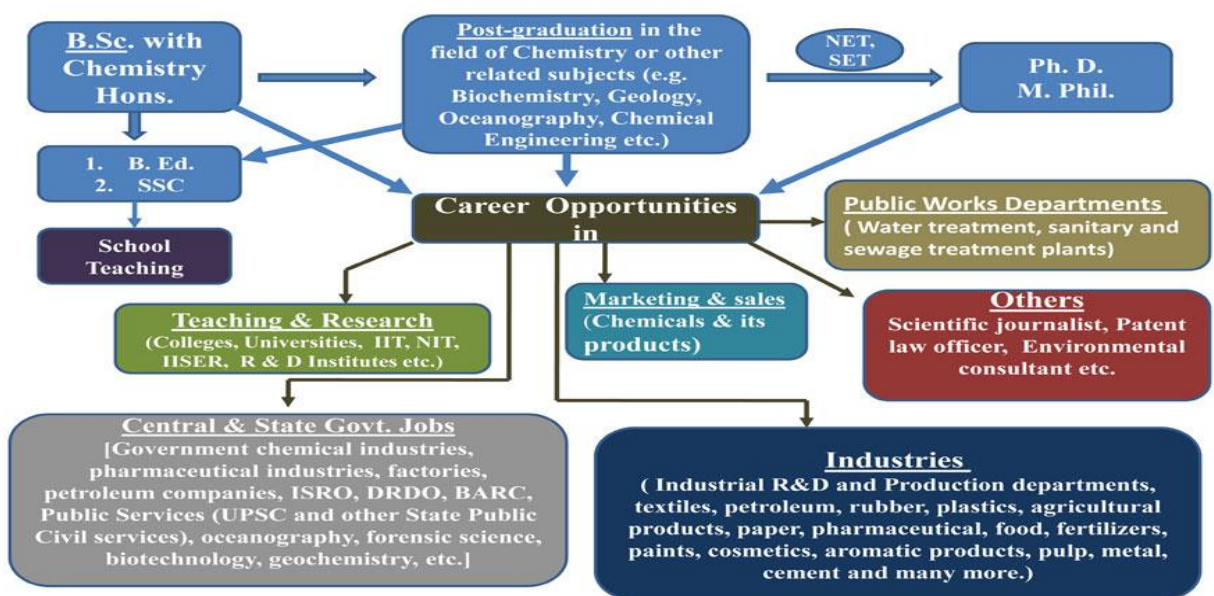 B.Sc. with
Chemistry
Hons.
Post-graduation in the
field of Chemistry or other
related subjects (e.g.
Biochemistry, Geology,
Oceanography, Chemical
Engineering etc.)
NET,
SET
Ph. D.
M. Phil.
1. B. Ed.
2. SSC
School
Teaching
Career Opportunities
in
Public Works Departments
( Water treatment, sanitary and
sewage treatment plants)
Teaching & Research
(Colleges, Universities, IIT, NIT,
IISER, R & D Institutes etc.)
Marketing & sales
(Chemicals & its
products)
Others
Scientific journalist, Patent
law officer, Environmental
consultant etc.
Central & State Govt. Jobs
[Government chemical industries,
pharmaceutical industries, factories,
petroleum companies, ISRO, DRDO, BARC,
Public Services (UPSC and other State Public
Civil services), oceanography, forensic science,
biotechnology, geochemistry, etc.]
Industries
( Industrial R&D and Production departments,
textiles, petroleum, rubber, plastics, agricultural
products, paper, pharmaceutical, food, fertilizers,
paints, cosmetics, aromatic products, pulp, metal,
cement and many more.)